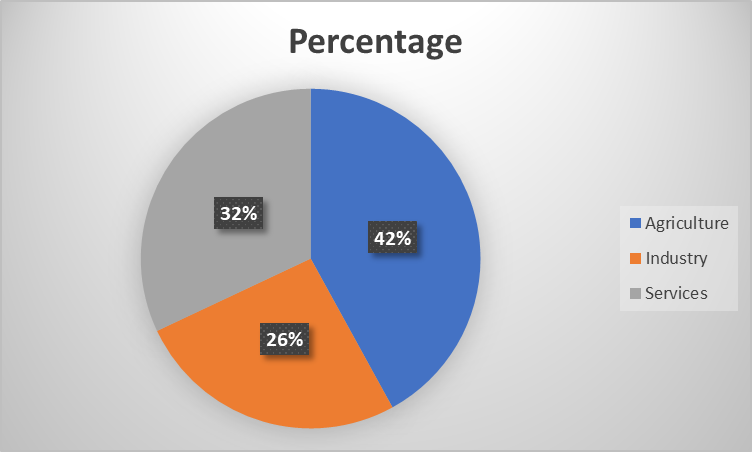 Percentage
32%
42%
26%
Agriculture
Industry
Services